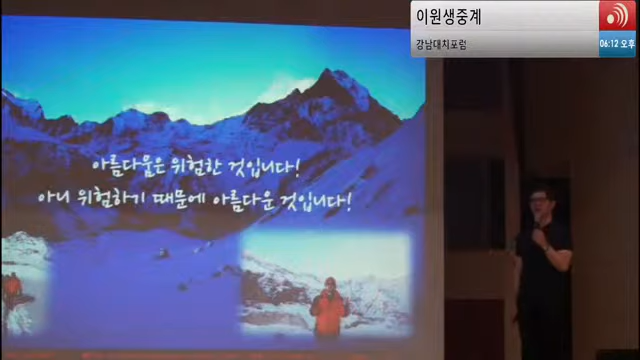 이원생중계
강남대치포럼
06:12 오후
아름다움은 위험한 것입니다!
아니 위험하기 때문에 아름다운 것입니다!